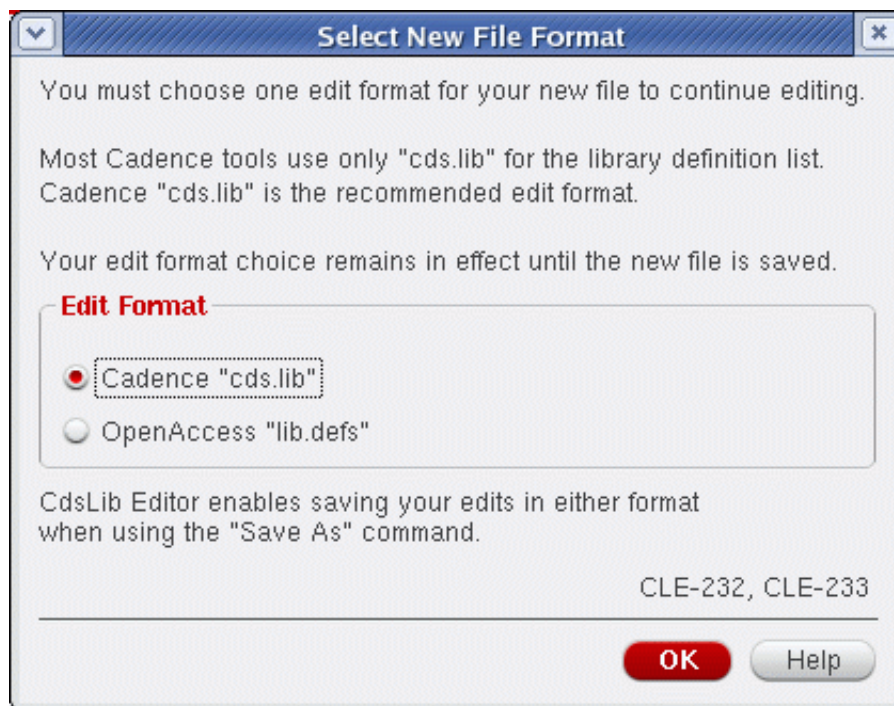 Select New File Format
You must choose one edit format for your new file to continue editing.
Most Cadence tools use only "cds.lib" for the library definition list.
Cadence "cds.lib" is the recommended edit format.
Your edit format choice remains in effect until the new file is saved.
Edit Format
Cadence "cds.lib"
OpenAccess "lib.defs"
CdsLib Editor enables saving your edits in either format
when using the "Save As" command.
CLE-232, CLE-233
OK Help